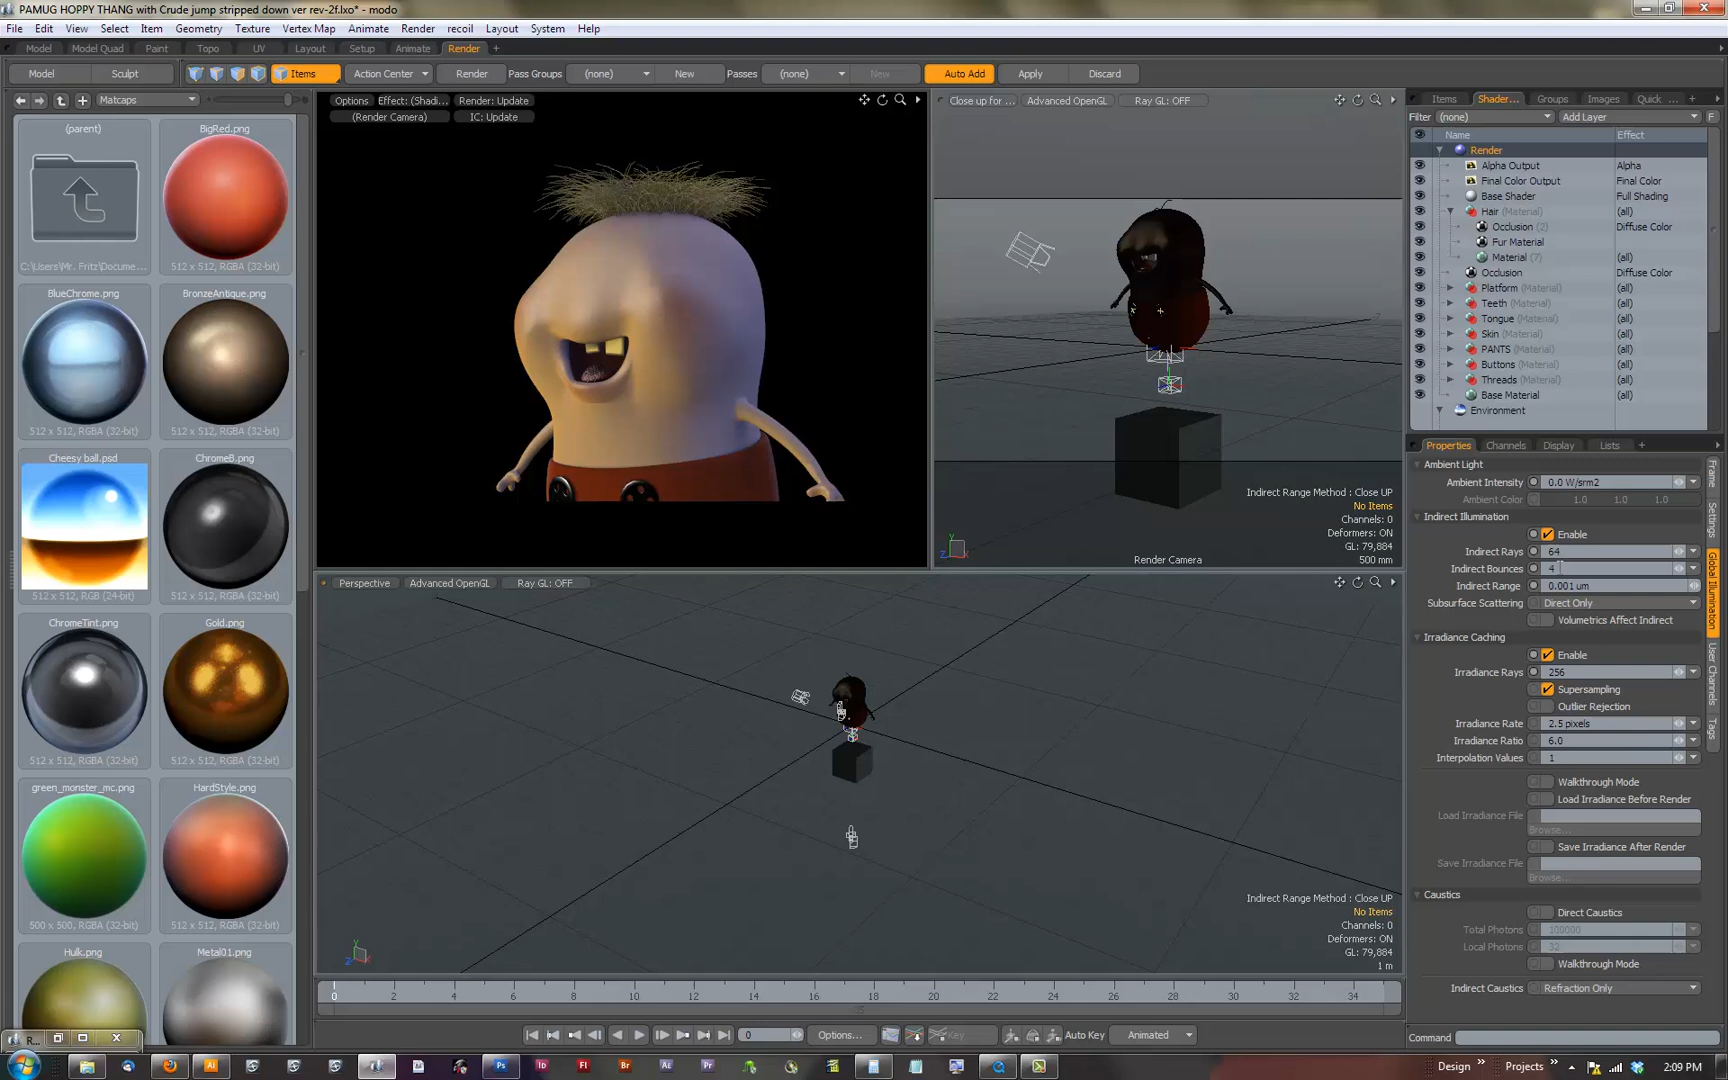 PAMUG HOPPY THANG with Crude jump stripped down ver rev-2f.lxo* - modo
File Edit View Select Item Geometry Texture Vertex Map Animate Render recoil Layout System Help
Model Model Quad Paint Topo UV Layout Setup Animate Render +
Model Sculpt Items Action Center Render Pass Groups (none) New Passes (none) New Auto Add Apply Discard
Matcaps
(parent)
C:\Users\Mr. Fritz\Docume...
BigRed.png
512 x 512, RGBA (32-bit)
BlueChrome.png
512 x 512, RGBA (32-bit)
BronzeAntique.png
512 x 512, RGBA (32-bit)
Cheesy ball.psd
512 x 512, RGB (24-bit)
ChromeB.png
512 x 512, RGBA (32-bit)
ChromeTint.png
512 x 512, RGBA (32-bit)
Gold.png
512 x 512, RGBA (32-bit)
green_monster_mc.png
500 x 500, RGBA (32-bit)
HardStyle.png
512 x 512, RGBA (32-bit)
Hulk.png
Metal01.png
Options Effect: (Shadi... Render: Update
(Render Camera) IC: Update
Close up for ... Advanced OpenGL Ray GL: OFF
Indirect Range Method : Close UP
No Items
Channels: 0
Deformers: ON
GL: 79,884
Render Camera 500 mm
Perspective Advanced OpenGL Ray GL: OFF
Indirect Range Method : Close UP
No Items
Channels: 0
Deformers: ON
GL: 79,884
1 m
0 2 4 6 8 10 12 14 16 18 20 22 24 26 28 30 32 34
0 Options... Key Auto Key Animated
Items Shader... Groups Images Quick ... +
Filter (none) Add Layer F
Name Effect
Render
Alpha Output Alpha
Final Color Output Final Color
Base Shader Full Shading
Hair (Material) (all)
Occlusion (2) Diffuse Color
Fur Material
Material (7) (all)
Occlusion Diffuse Color
Platform (Material) (all)
Teeth (Material) (all)
Tongue (Material) (all)
Skin (Material) (all)
PANTS (Material) (all)
Buttons (Material) (all)
Threads (Material) (all)
Base Material (all)
Environment
Properties Channels Display Lists +
Ambient Light
Ambient Intensity 0.0 W/srm2
Ambient Color 1.0 1.0 1.0
Indirect Illumination
Enable
Indirect Rays 64
Indirect Bounces 4
Indirect Range 0.001 um
Subsurface Scattering Direct Only
Volumetrics Affect Indirect
Irradiance Caching
Enable
Irradiance Rays 256
Supersampling
Outlier Rejection
Irradiance Rate 2.5 pixels
Irradiance Ratio 6.0
Interpolation Values 1
Walkthrough Mode
Load Irradiance Before Render
Load Irradiance File
Browse...
Save Irradiance After Render
Save Irradiance File
Browse...
Caustics
Direct Caustics
Total Photons 100000
Local Photons 32
Walkthrough Mode
Indirect Caustics Refraction Only
Frame
Settings
Global Illumination
User Channels
Tags
Command
R...
Design Projects 2:09 PM